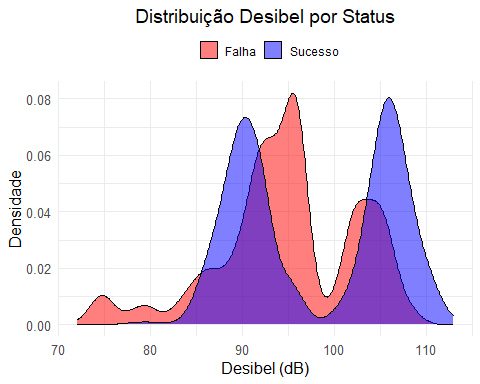 Distribuição Desibel por Status
Falha Sucesso
0.08
0.06
0.04
0.02
0.00
Densidade
70 80 90 100 110
Desibel (dB)